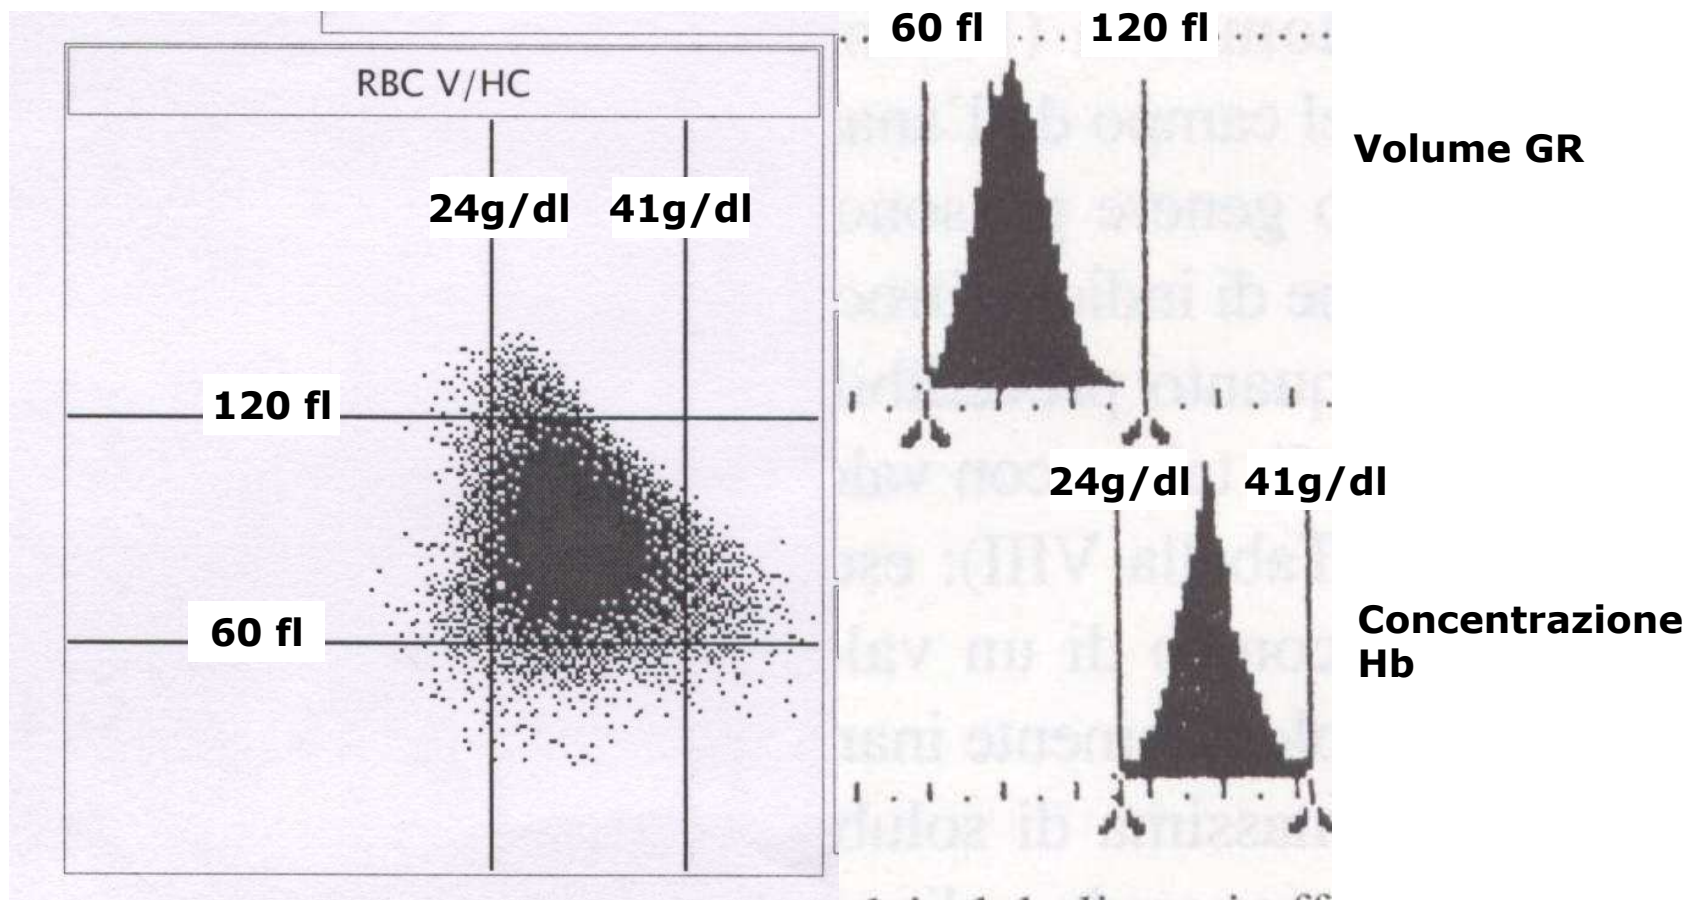 RBC V/HC
24g/dl 41g/dl
120 fl
60 fl
60 fl 120 fl
Volume GR
24g/dl 41g/dl
Concentrazione
Hb